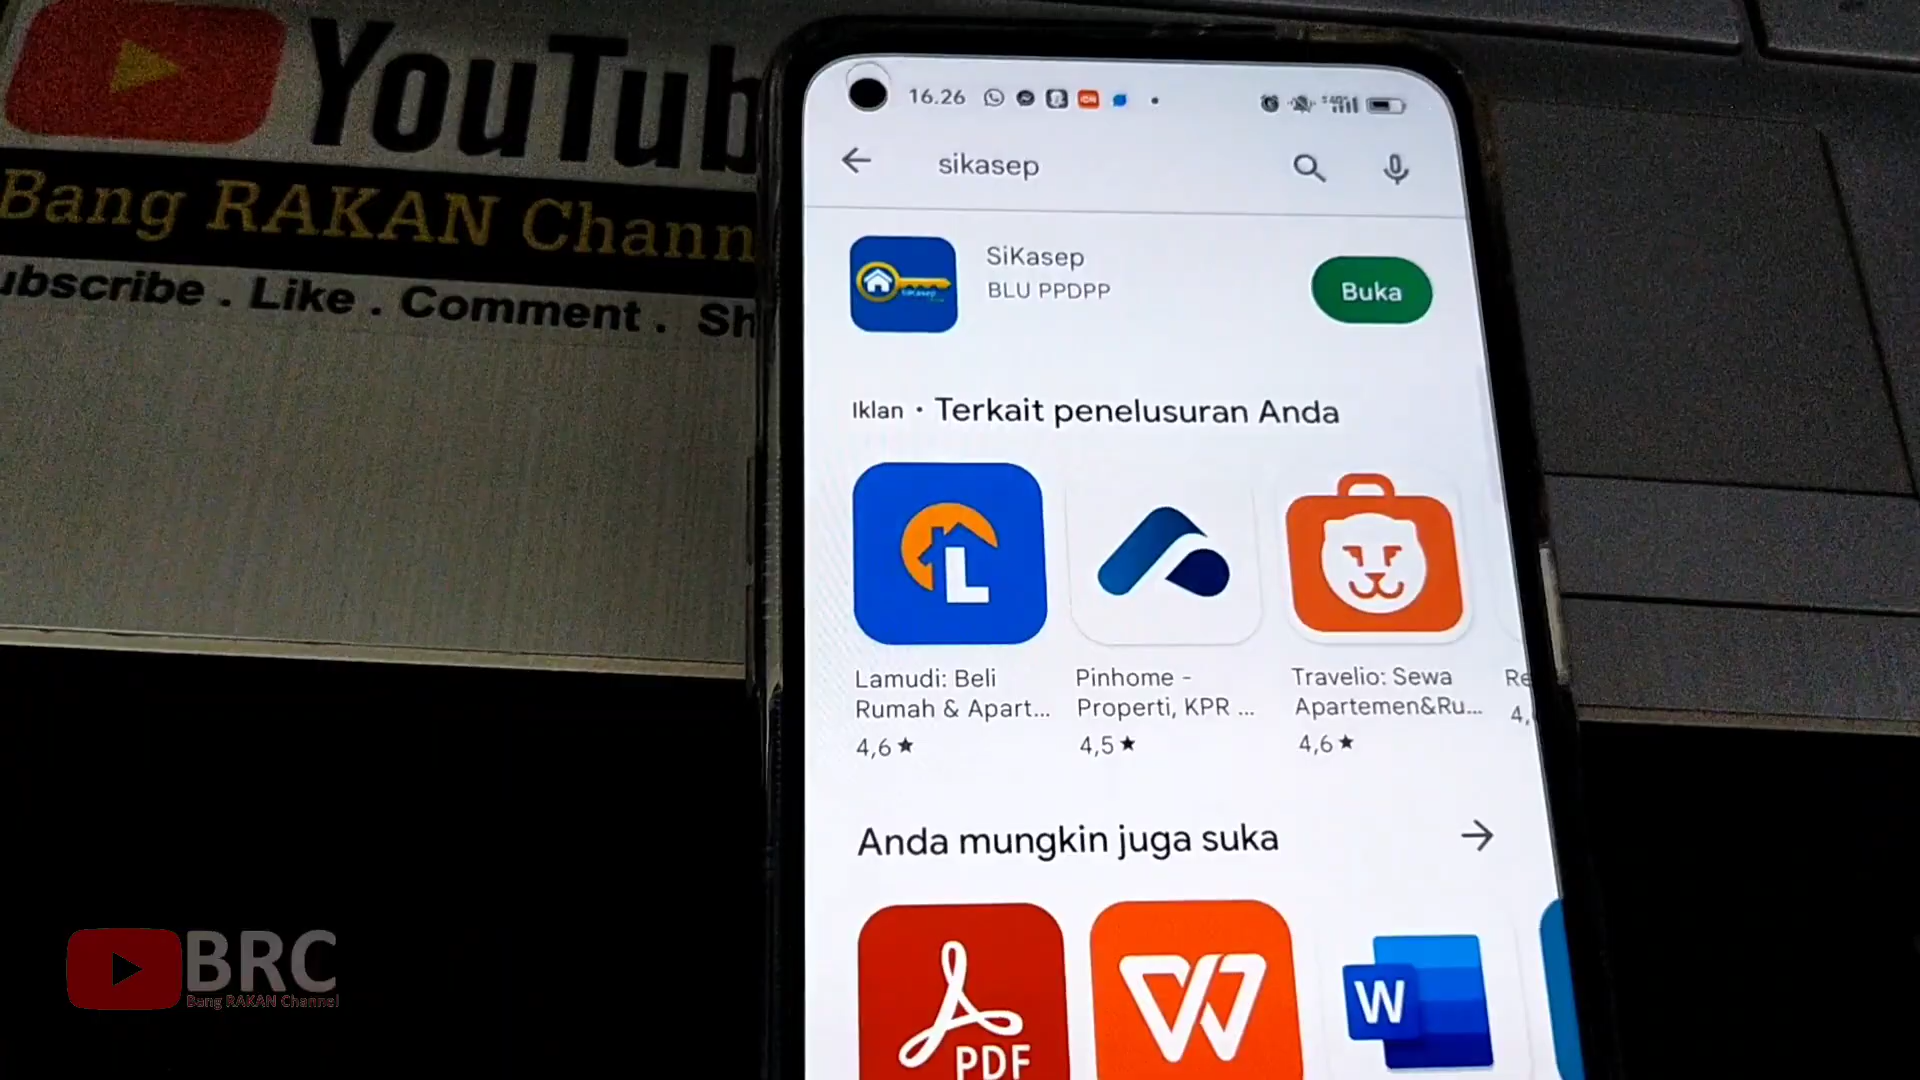 YouTub
Bang RAKAN Chann
ubscribe . Like . Comment . Sh
16.26
sikasep
SiKasep
BLU PPDPP
Buka
Iklan • Terkait penelusuran Anda
Lamudi: Beli
Rumah & Apart...
4,6 ★
Pinhome -
Properti, KPR ...
4,5 ★
Travelio: Sewa
Apartemen&Ru...
4,6 ★
Re
4,
Anda mungkin juga suka
PDF
W
W
BRC
Bang RAKAN Channel